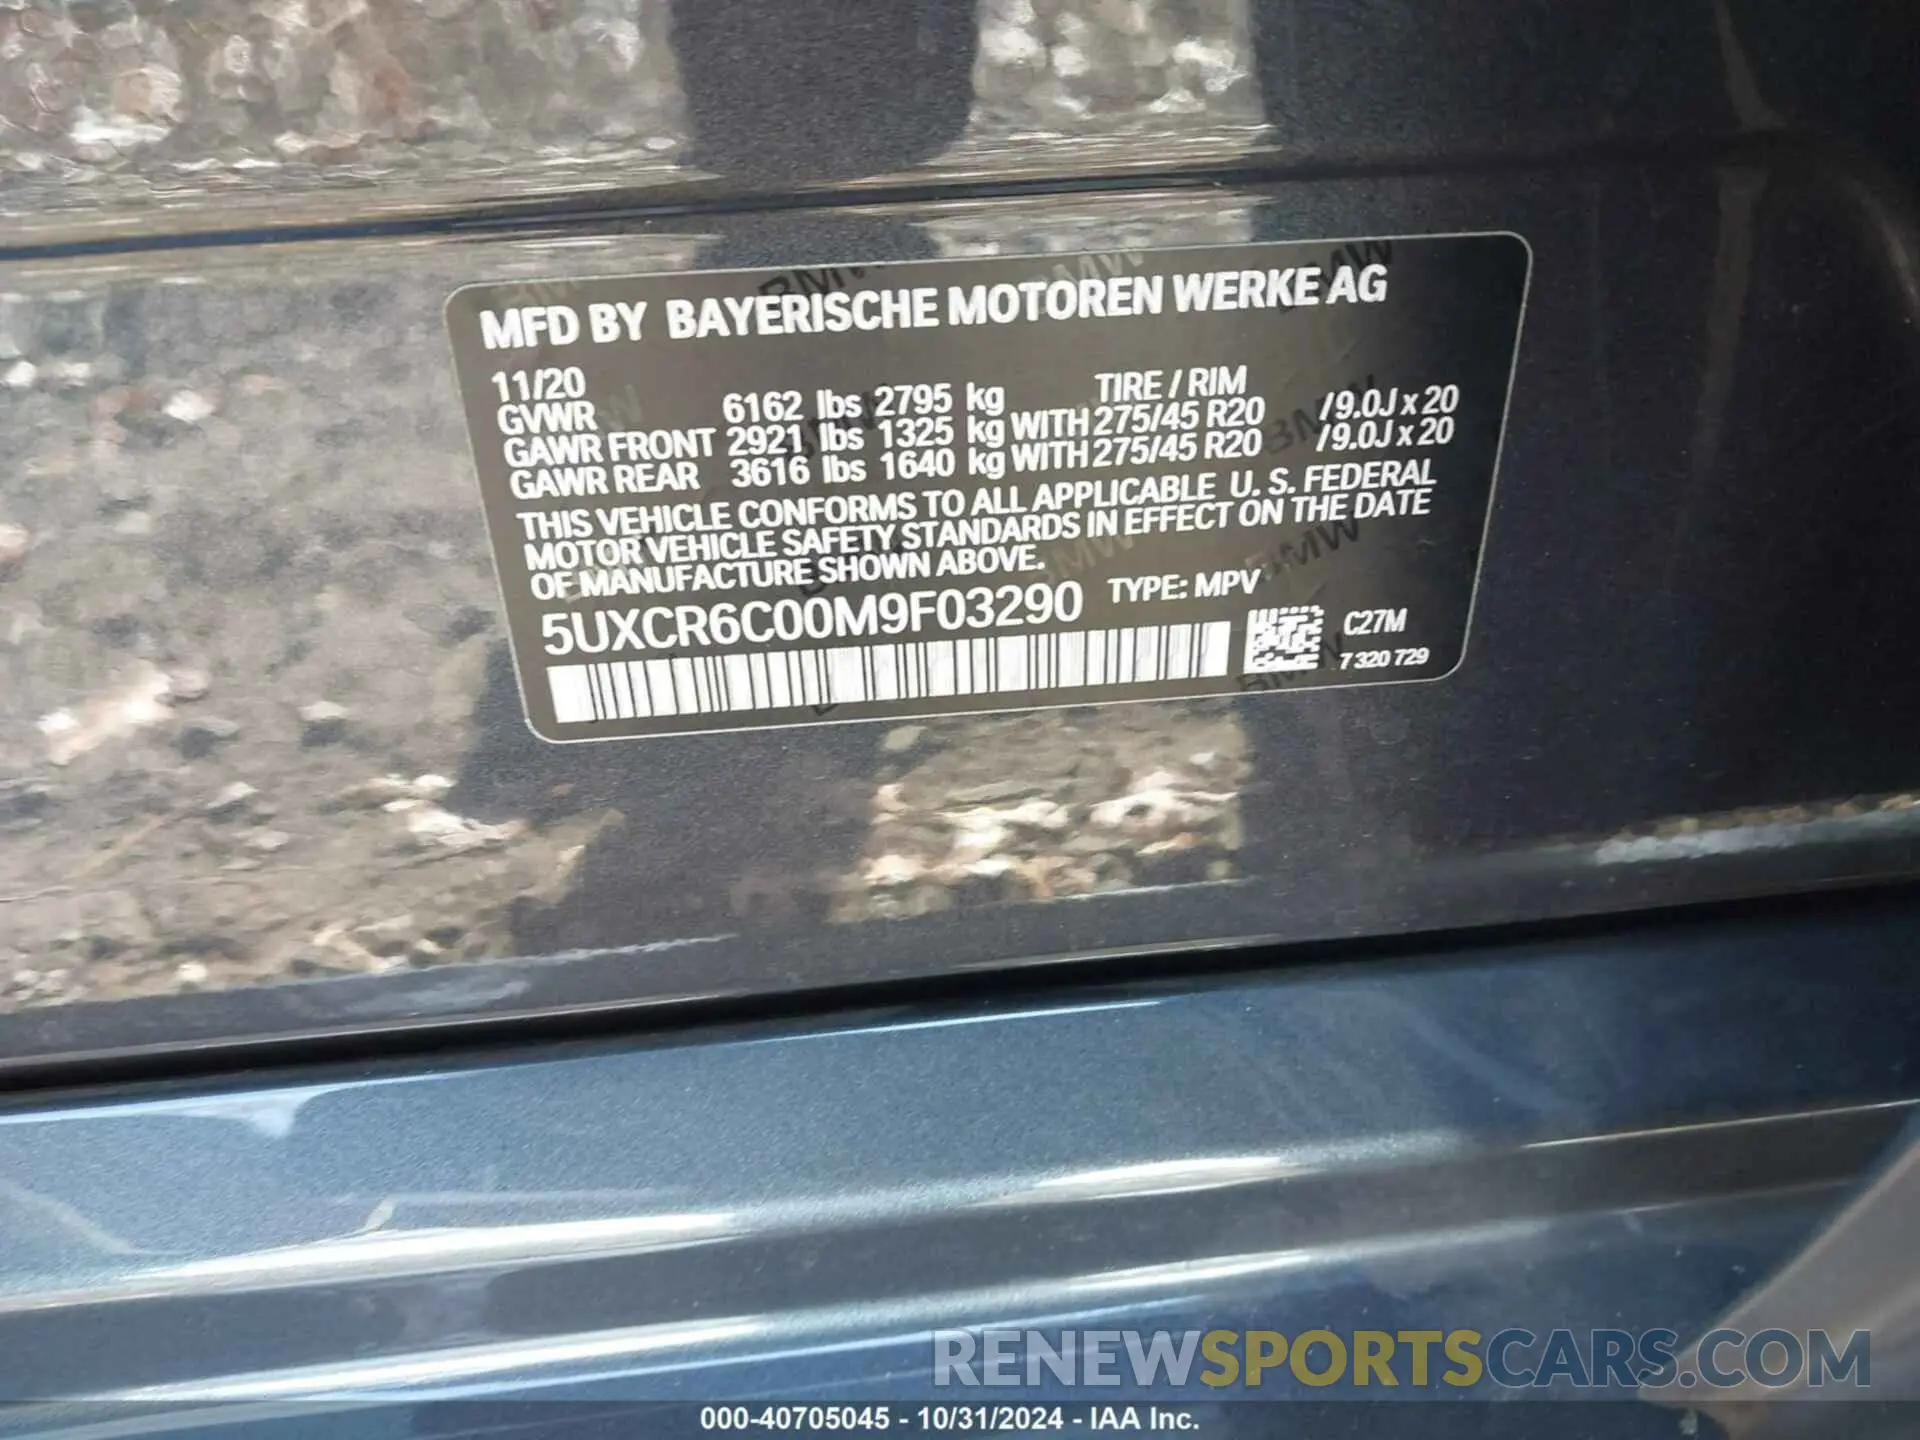 MFD BY BAYERISCHE MOTOREN WERKE AG
11/20 TIRE / RIM
GVWR 6162 lbs 2795 kg
GAWR FRONT 2921 lbs 1325 kg WITH 275/45 R20 /9.0J x 20
GAWR REAR 3616 lbs 1640 kg WITH 275/45 R20 /9.0J x 20
THIS VEHICLE CONFORMS TO ALL APPLICABLE U. S. FEDERAL
MOTOR VEHICLE SAFETY STANDARDS IN EFFECT ON THE DATE
OF MANUFACTURE SHOWN ABOVE.
5UXCR6C00M9F03290 TYPE: MPV
C27M
7 320 729
RENEWSPORTSCARS.COM
000-40705045 - 10/31/2024 - IAA Inc.